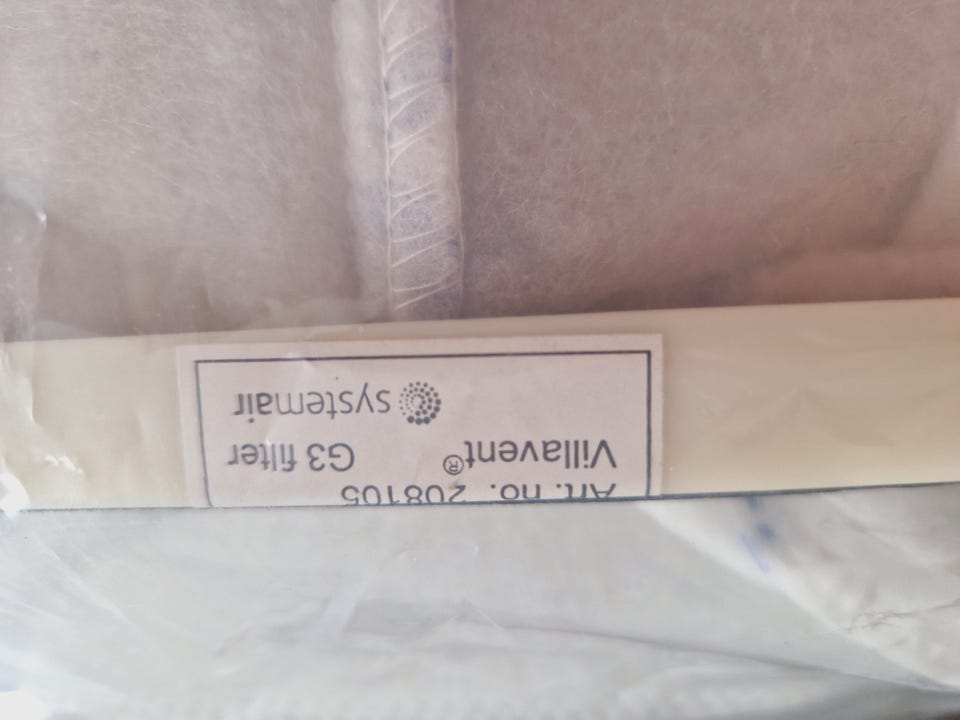 Art. no. 208105
Villavent® G3 filter
systemair